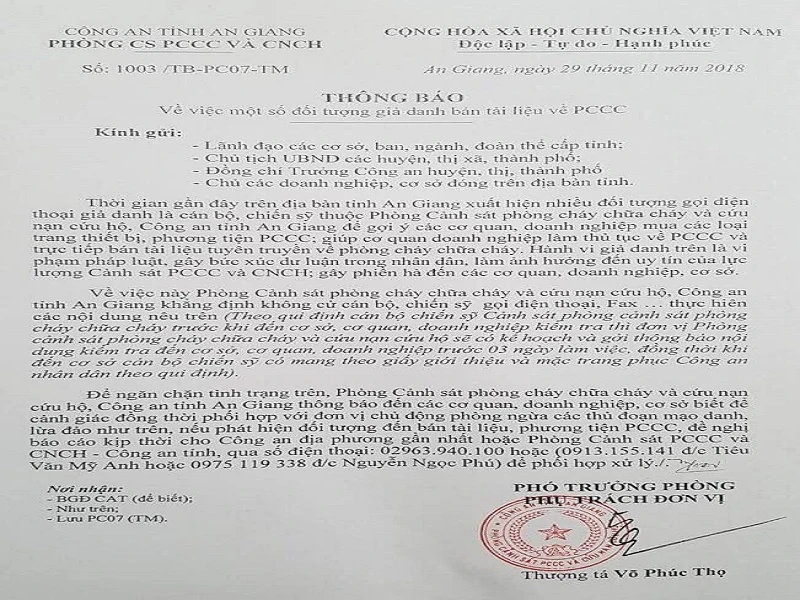 CÔNG AN TỈNH AN GIANG
PHÒNG CS PCCC VÀ CNCH
Số: 1003 /TB-PC07-TM
CỘNG HÒA XÃ HỘI CHỦ NGHĨA VIỆT NAM
Độc lập - Tự do - Hạnh phúc
An Giang, ngày 29 tháng 11 năm 2018
THÔNG BÁO
Về việc một số đối tượng giả danh bán tài liệu về PCCC
Kính gửi:
- Lãnh đạo các cơ sở, ban, ngành, đoàn thể cấp tỉnh;
- Chủ tịch UBND các huyện, thị xã, thành phố;
- Đồng chí Trưởng Công an huyện, thị, thành phố
- Chủ các doanh nghiệp, cơ sở đóng trên địa bàn tỉnh.
Thời gian gần đây trên địa bàn tỉnh An Giang xuất hiện nhiều đối tượng gọi điện
thoại giả danh là cán bộ, chiến sỹ thuộc Phòng Cảnh sát phòng cháy chữa cháy và cứu
nạn cứu hộ, Công an tỉnh An Giang để gợi ý các cơ quan, doanh nghiệp mua các loại
trang thiết bị, phương tiện PCCC; giúp cơ quan doanh nghiệp làm thủ tục về PCCC và
trực tiếp bán tài liệu tuyên truyền về phòng cháy chữa cháy. Hành vi giả danh trên là vi
phạm pháp luật, gây bức xúc dư luận trong nhân dân, làm ảnh hưởng đến uy tín của lực
lượng Cảnh sát PCCC và CNCH; gây phiền hà đến các cơ quan, doanh nghiệp, cơ sở.
Về việc này Phòng Cảnh sát phòng cháy chữa cháy và cứu nạn cứu hộ, Công an
tỉnh An Giang khẳng định không cử cán bộ, chiến sỹ gọi điện thoại, Fax … thực hiện
các nội dung nêu trên (Theo qui định cán bộ chiến sỹ Cảnh sát phòng cảnh sát phòng
cháy chữa cháy trước khi đến cơ sở, cơ quan, doanh nghiệp kiểm tra thì đơn vị Phòng
cảnh sát phòng cháy chữa cháy và cứu nạn cứu hộ sẽ có kế hoạch và gởi thông báo nội
dung kiểm tra đến cơ sở, cơ quan, doanh nghiệp trước 03 ngày làm việc, đồng thời khi
đến cơ sở cán bộ chiến sỹ có mang theo giấy giới thiệu và mặc trang phục Công an
nhân dân theo qui định).
Để ngăn chặn tình trạng trên, Phòng Cảnh sát phòng cháy chữa cháy và cứu nạn
cứu hộ, Công an tỉnh An Giang thông báo đến các cơ quan, doanh nghiệp, cơ sở biết để
cảnh giác đồng thời phối hợp với đơn vị chủ động phòng ngừa các thủ đoạn mạo danh,
lừa đảo như trên, nếu phát hiện đối tượng đến bán tài liệu, phương tiện PCCC, đề nghị
báo cáo kịp thời cho Công an địa phương gần nhất hoặc Phòng Cảnh sát PCCC và
CNCH - Công an tỉnh, qua số điện thoại: 02963.940.100 hoặc (0913.155.141 đ/c Tiêu
Văn Mỹ Anh hoặc 0975 119 338 đ/c Nguyễn Ngọc Phú) để phối hợp xử lý./.
Nơi nhận:
- BGĐ CAT (để biết);
- Như trên;
- Lưu PC07 (TM).
PHÓ TRƯỞNG PHÒNG
PHỤ TRÁCH ĐƠN VỊ
Thượng tá Võ Phúc Thọ